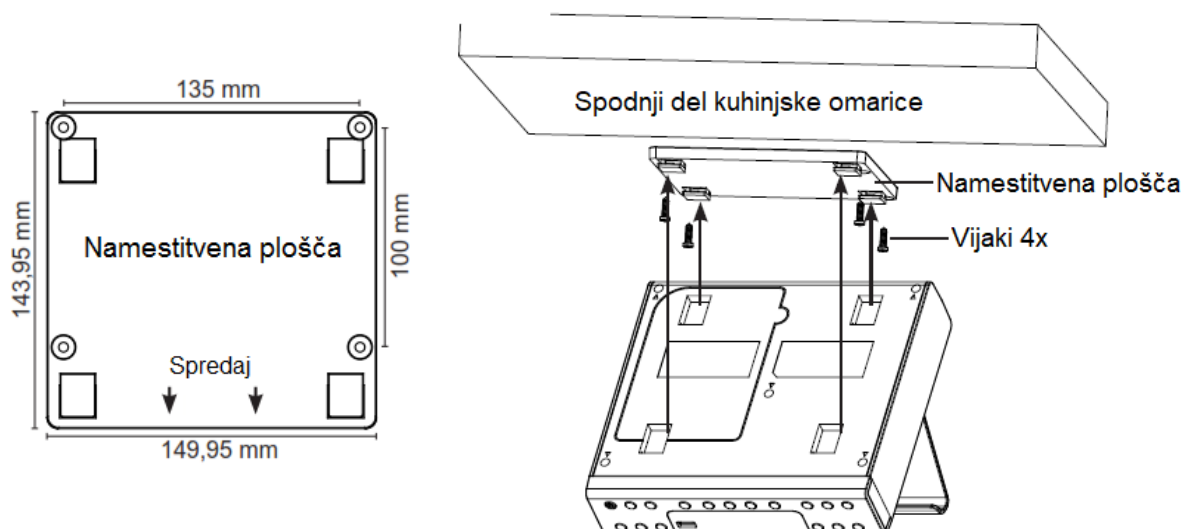 135 mm
143,95 mm
Namestitvena plošča
100 mm
Spredaj
149,95 mm
Spodnji del kuhinjske omarice
Namestitvena plošča
Vijaki 4x